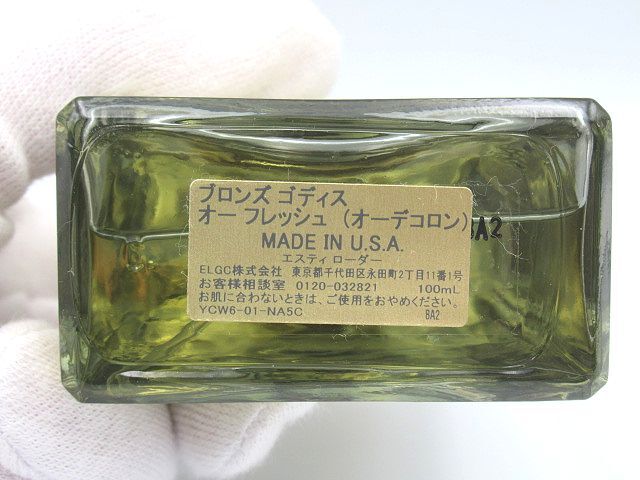 ブロンズ ゴディス
オー フレッシュ （オーデコロン）
MADE IN U.S.A.
エスティ ローダー
ELGC株式会社 東京都千代田区永田町2丁目11番1号
お客様相談室 0120-032821 100mL
お肌に合わないときは、ご使用をおやめください。
YCW6-01-NA5C BA2
BA2